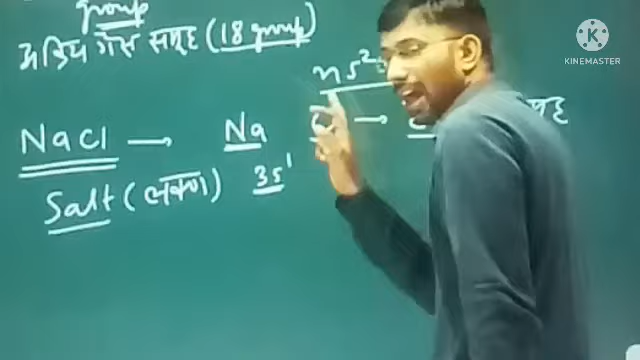 group
अक्रिय गैस समूह (18 group)
ns²
NaCl → Na →
Salt (लवण) 3s¹
KINEMASTER